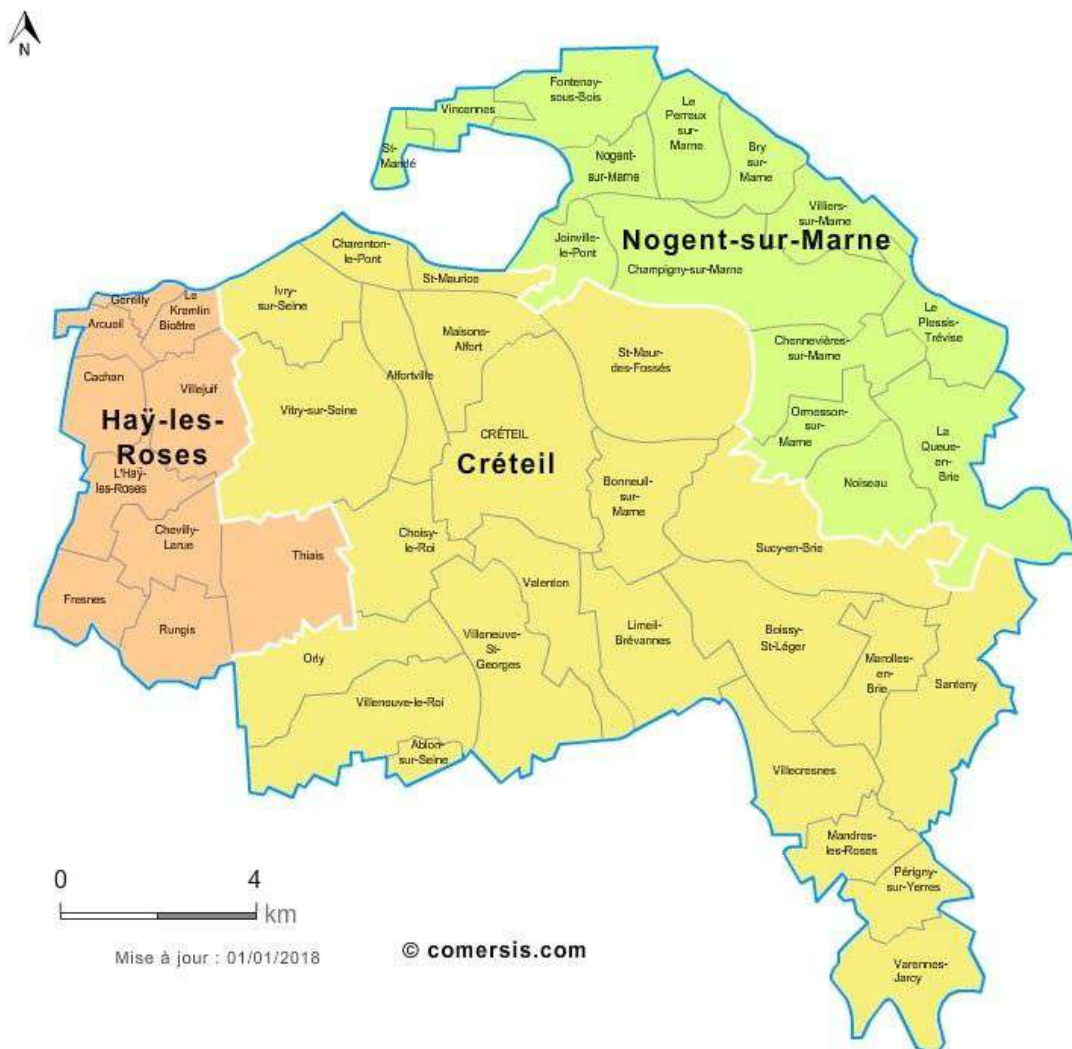 N
Fontenay-
sous-Bois
Vincennes
Le
Perreux
sur-
Marne
St-
Mandé
Nogent-
sur-Marne
Bry
sur-
Marne
Villiers-
sur-Marne
Joinville-
le-Pont
Nogent-sur-Marne
Champigny-sur-Marne
Charenton-
le-Pont
St-Maurice
Ivry-
sur-Seine
Gentilly
Le
Kremlin
Bicêtre
Arcueil
Maisons-
Alfort
Le
Plessis-
Trévise
Chennevières-
sur-Marne
St-Maur-
des-Fossés
Cachan
Villejuif
Alfortville
Vitry-sur-Seine
Haÿ-les-
Roses
Ormesson-
sur-
Marne
CRÉTEIL
Créteil
La
Queue-
en-
Brie
L'Haÿ-
les-Roses
Bonneuil-
sur-
Marne
Noiseau
Chevilly-
Larue
Choisy-
le-Roi
Thiais
Sucy-en-Brie
Valenton
Fresnes
Rungis
Limeil-
Brévannes
Boissy-
St-Léger
Villeneuve-
St-
Georges
Orly
Marolles-
en-
Brie
Santeny
Villeneuve-le-Roi
Ablon-
sur-Seine
Villecresnes
Mandres-
les-Roses
Périgny-
sur-Yerres
0 4
km
Mise à jour : 01/01/2018
© comersis.com
Varennes-
Jarcy